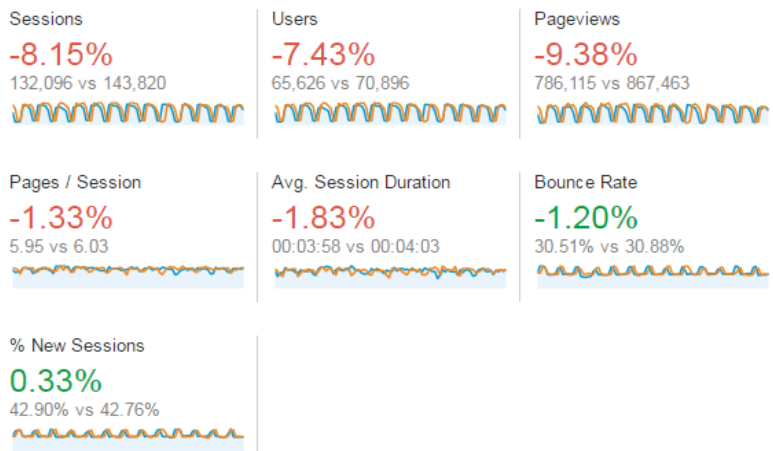 Sessions
-8.15%
132,096 vs 143,820
Users
-7.43%
65,626 vs 70,896
Pageviews
-9.38%
786,115 vs 867,463
Pages / Session
-1.33%
5.95 vs 6.03
Avg. Session Duration
-1.83%
00:03:58 vs 00:04:03
Bounce Rate
-1.20%
30.51% vs 30.88%
% New Sessions
0.33%
42.90% vs 42.76%